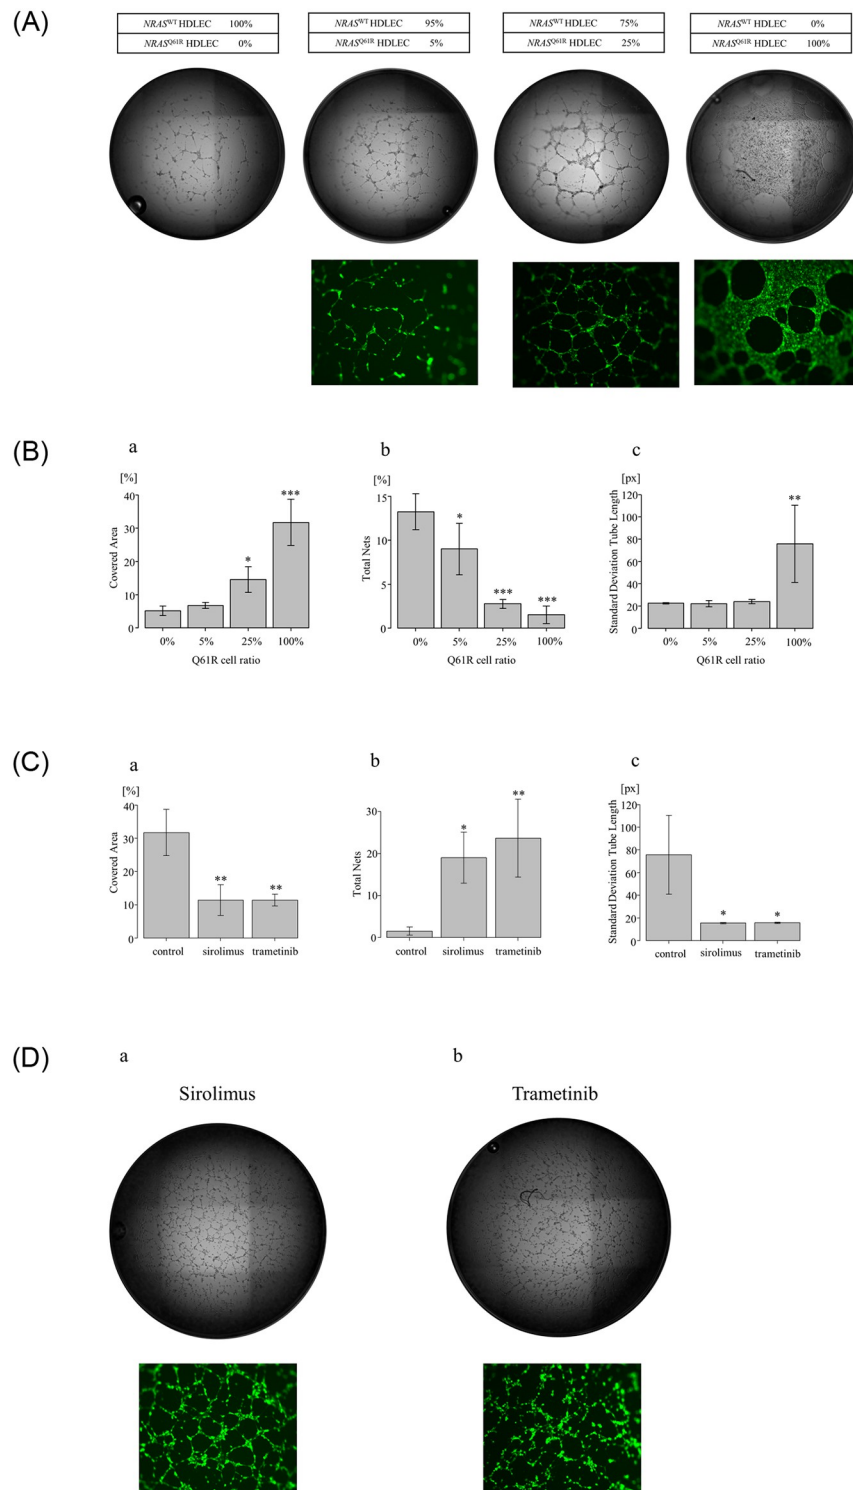 (A)
NRASWT HDLEC 100%
NRASQ61R HDLEC 0%
NRASWT HDLEC 95%
NRASQ61R HDLEC 5%
NRASWT HDLEC 75%
NRASQ61R HDLEC 25%
NRASWT HDLEC 0%
NRASQ61R HDLEC 100%
(B)
a
[%]
Covered Area
40
30
20
10
0
*
***
0% 5% 25% 100%
Q61R cell ratio
b
[%]
Total Nets
15
10
5
0
*
***
***
0% 5% 25% 100%
Q61R cell ratio
c
[px]
Standard Deviation Tube Length
120
100
80
60
40
20
0
**
0% 5% 25% 100%
Q61R cell ratio
(C)
a
[%]
Covered Area
40
30
20
10
0
**
**
control sirolimus trametinib
b
Total Nets
30
20
10
0
*
**
control sirolimus trametinib
c
[px]
Standard Deviation Tube Length
120
100
80
60
40
20
0
*
*
control sirolimus trametinib
(D)
a
Sirolimus
b
Trametinib